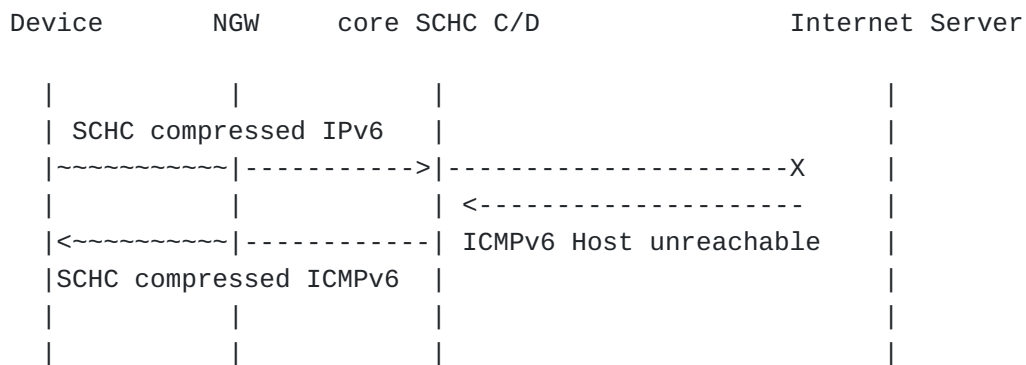 Device       NGW     core SCHC C/D                Internet Server

  |            |             |                             |
  | SCHC compressed IPv6   |                             |
  |~~~~~~~~~~~|----------->|----------------------X     |
  |            |             | <----------------------     |
  |<~~~~~~~~~~|------------| ICMPv6 Host unreachable    |
  |SCHC compressed ICMPv6  |                             |
  |            |             |                             |
  |            |             |                             |